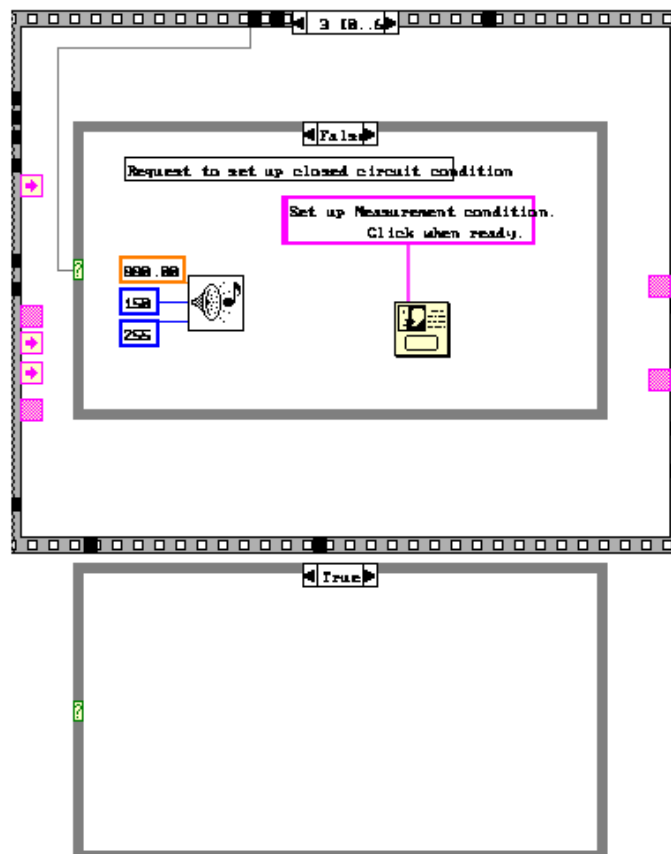 3 [0..6
False
Request to set up closed circuit condition
Set up Measurement condition.
Click when ready.
000.00
150
255
True